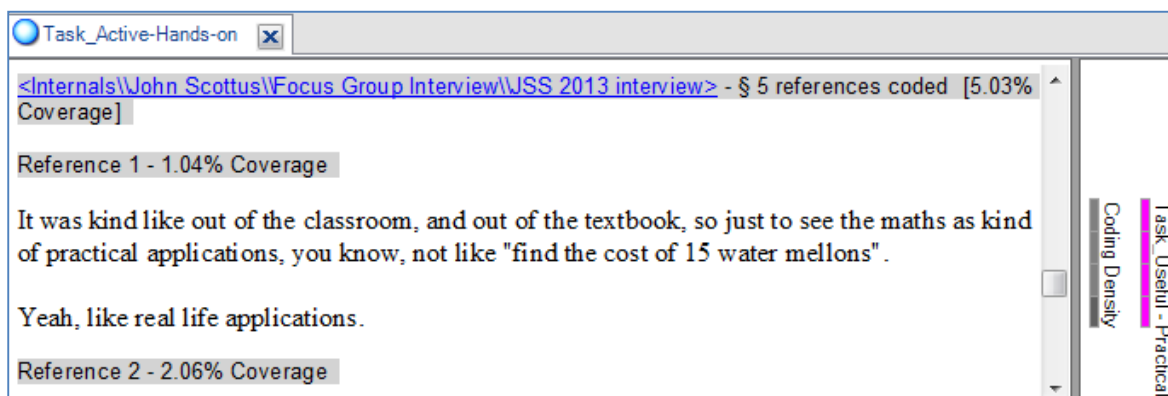 Task_Active-Hands-on
<Internals\\John Scottus\\Focus Group Interview\\JSS 2013 interview> - § 5 references coded [5.03%
Coverage]
Reference 1 - 1.04% Coverage
It was kind like out of the classroom, and out of the textbook, so just to see the maths as kind
of practical applications, you know, not like "find the cost of 15 water mellons".
Yeah, like real life applications.
Reference 2 - 2.06% Coverage
Coding Density
Task_Useful - Practical